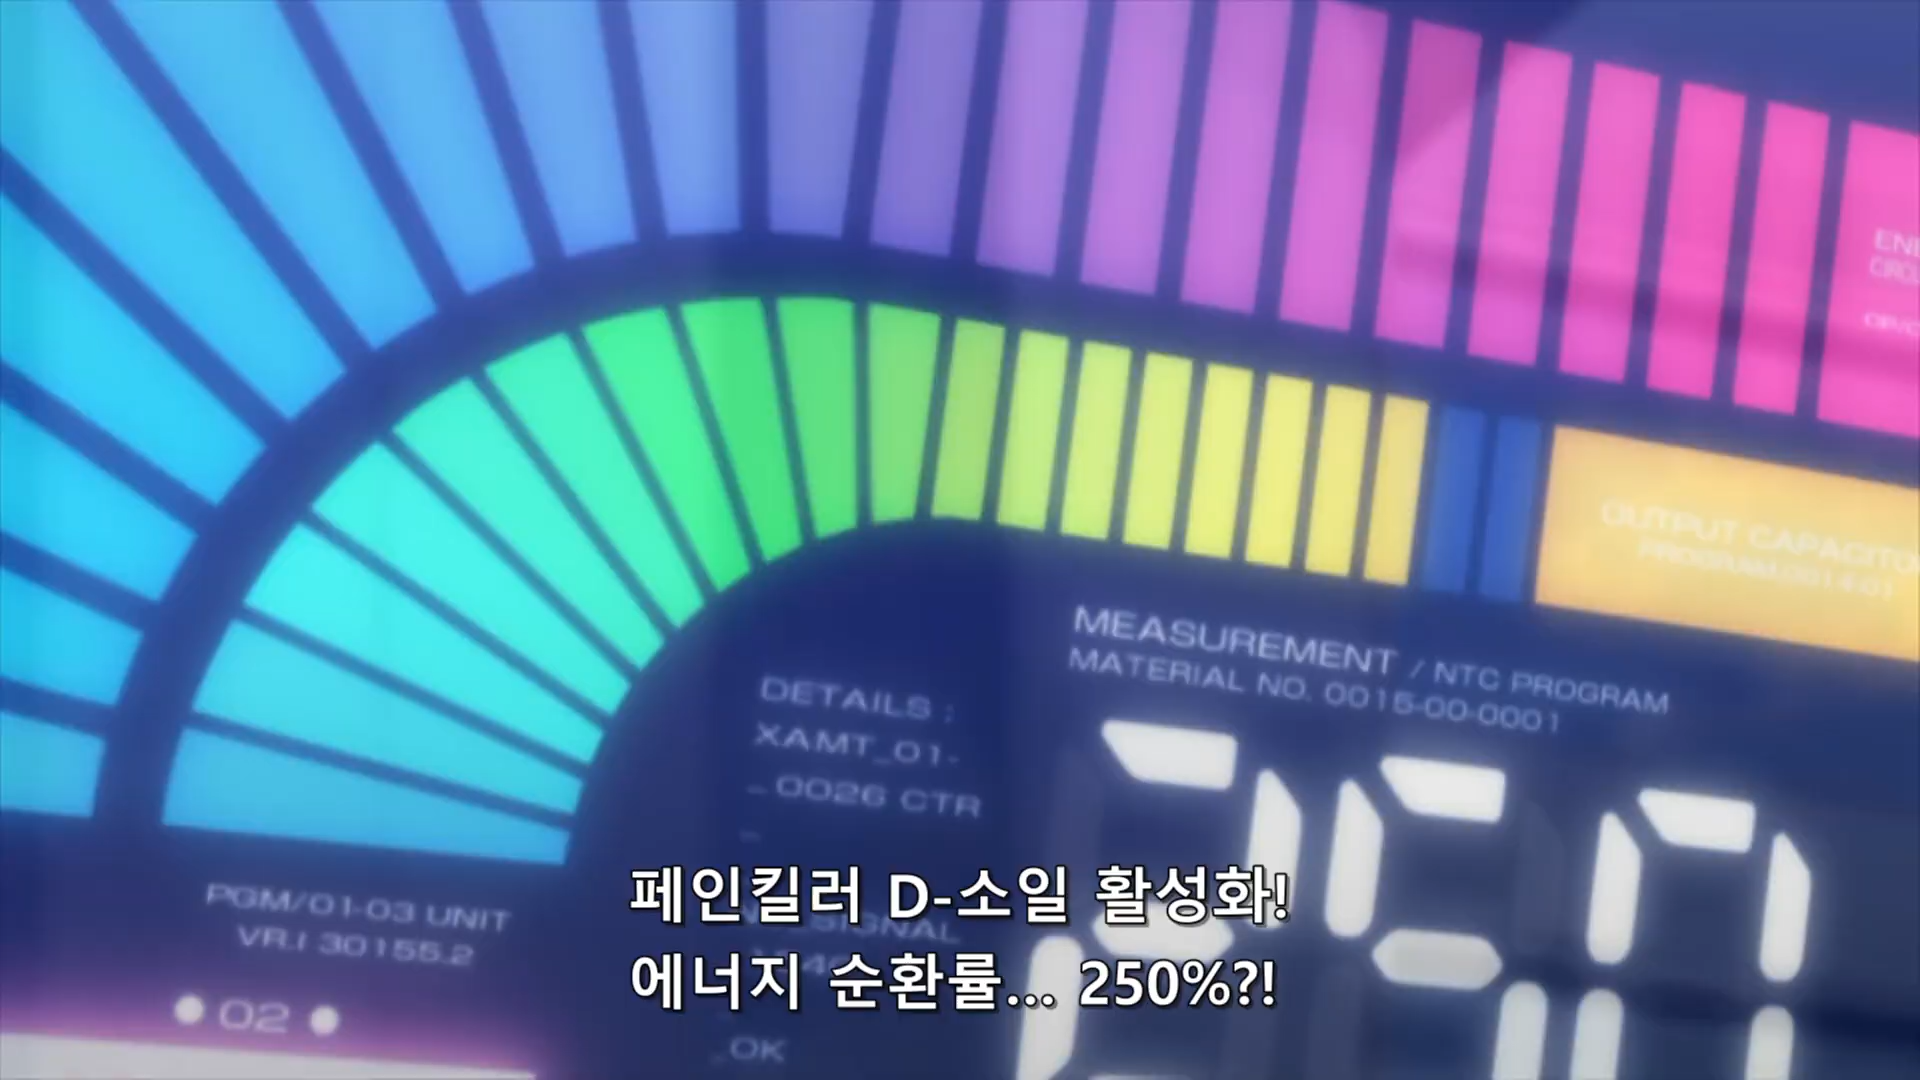 OUTPUT CAPACITO
MEASUREMENT / NTC PROGRAM
MATERIAL NO. 0015-00-0001
DETAILS ;
XAMT_01-
_0026 CTR
250
PGM/01-03 UNIT
VR.I 30155.2
02
_OK
페인킬러 D-소일 활성화!
에너지 순환률... 250%?!